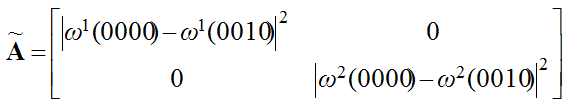 Ã = [ |ω¹(0000)−ω¹(0010)|² 0
0 |ω²(0000)−ω²(0010)|² ]